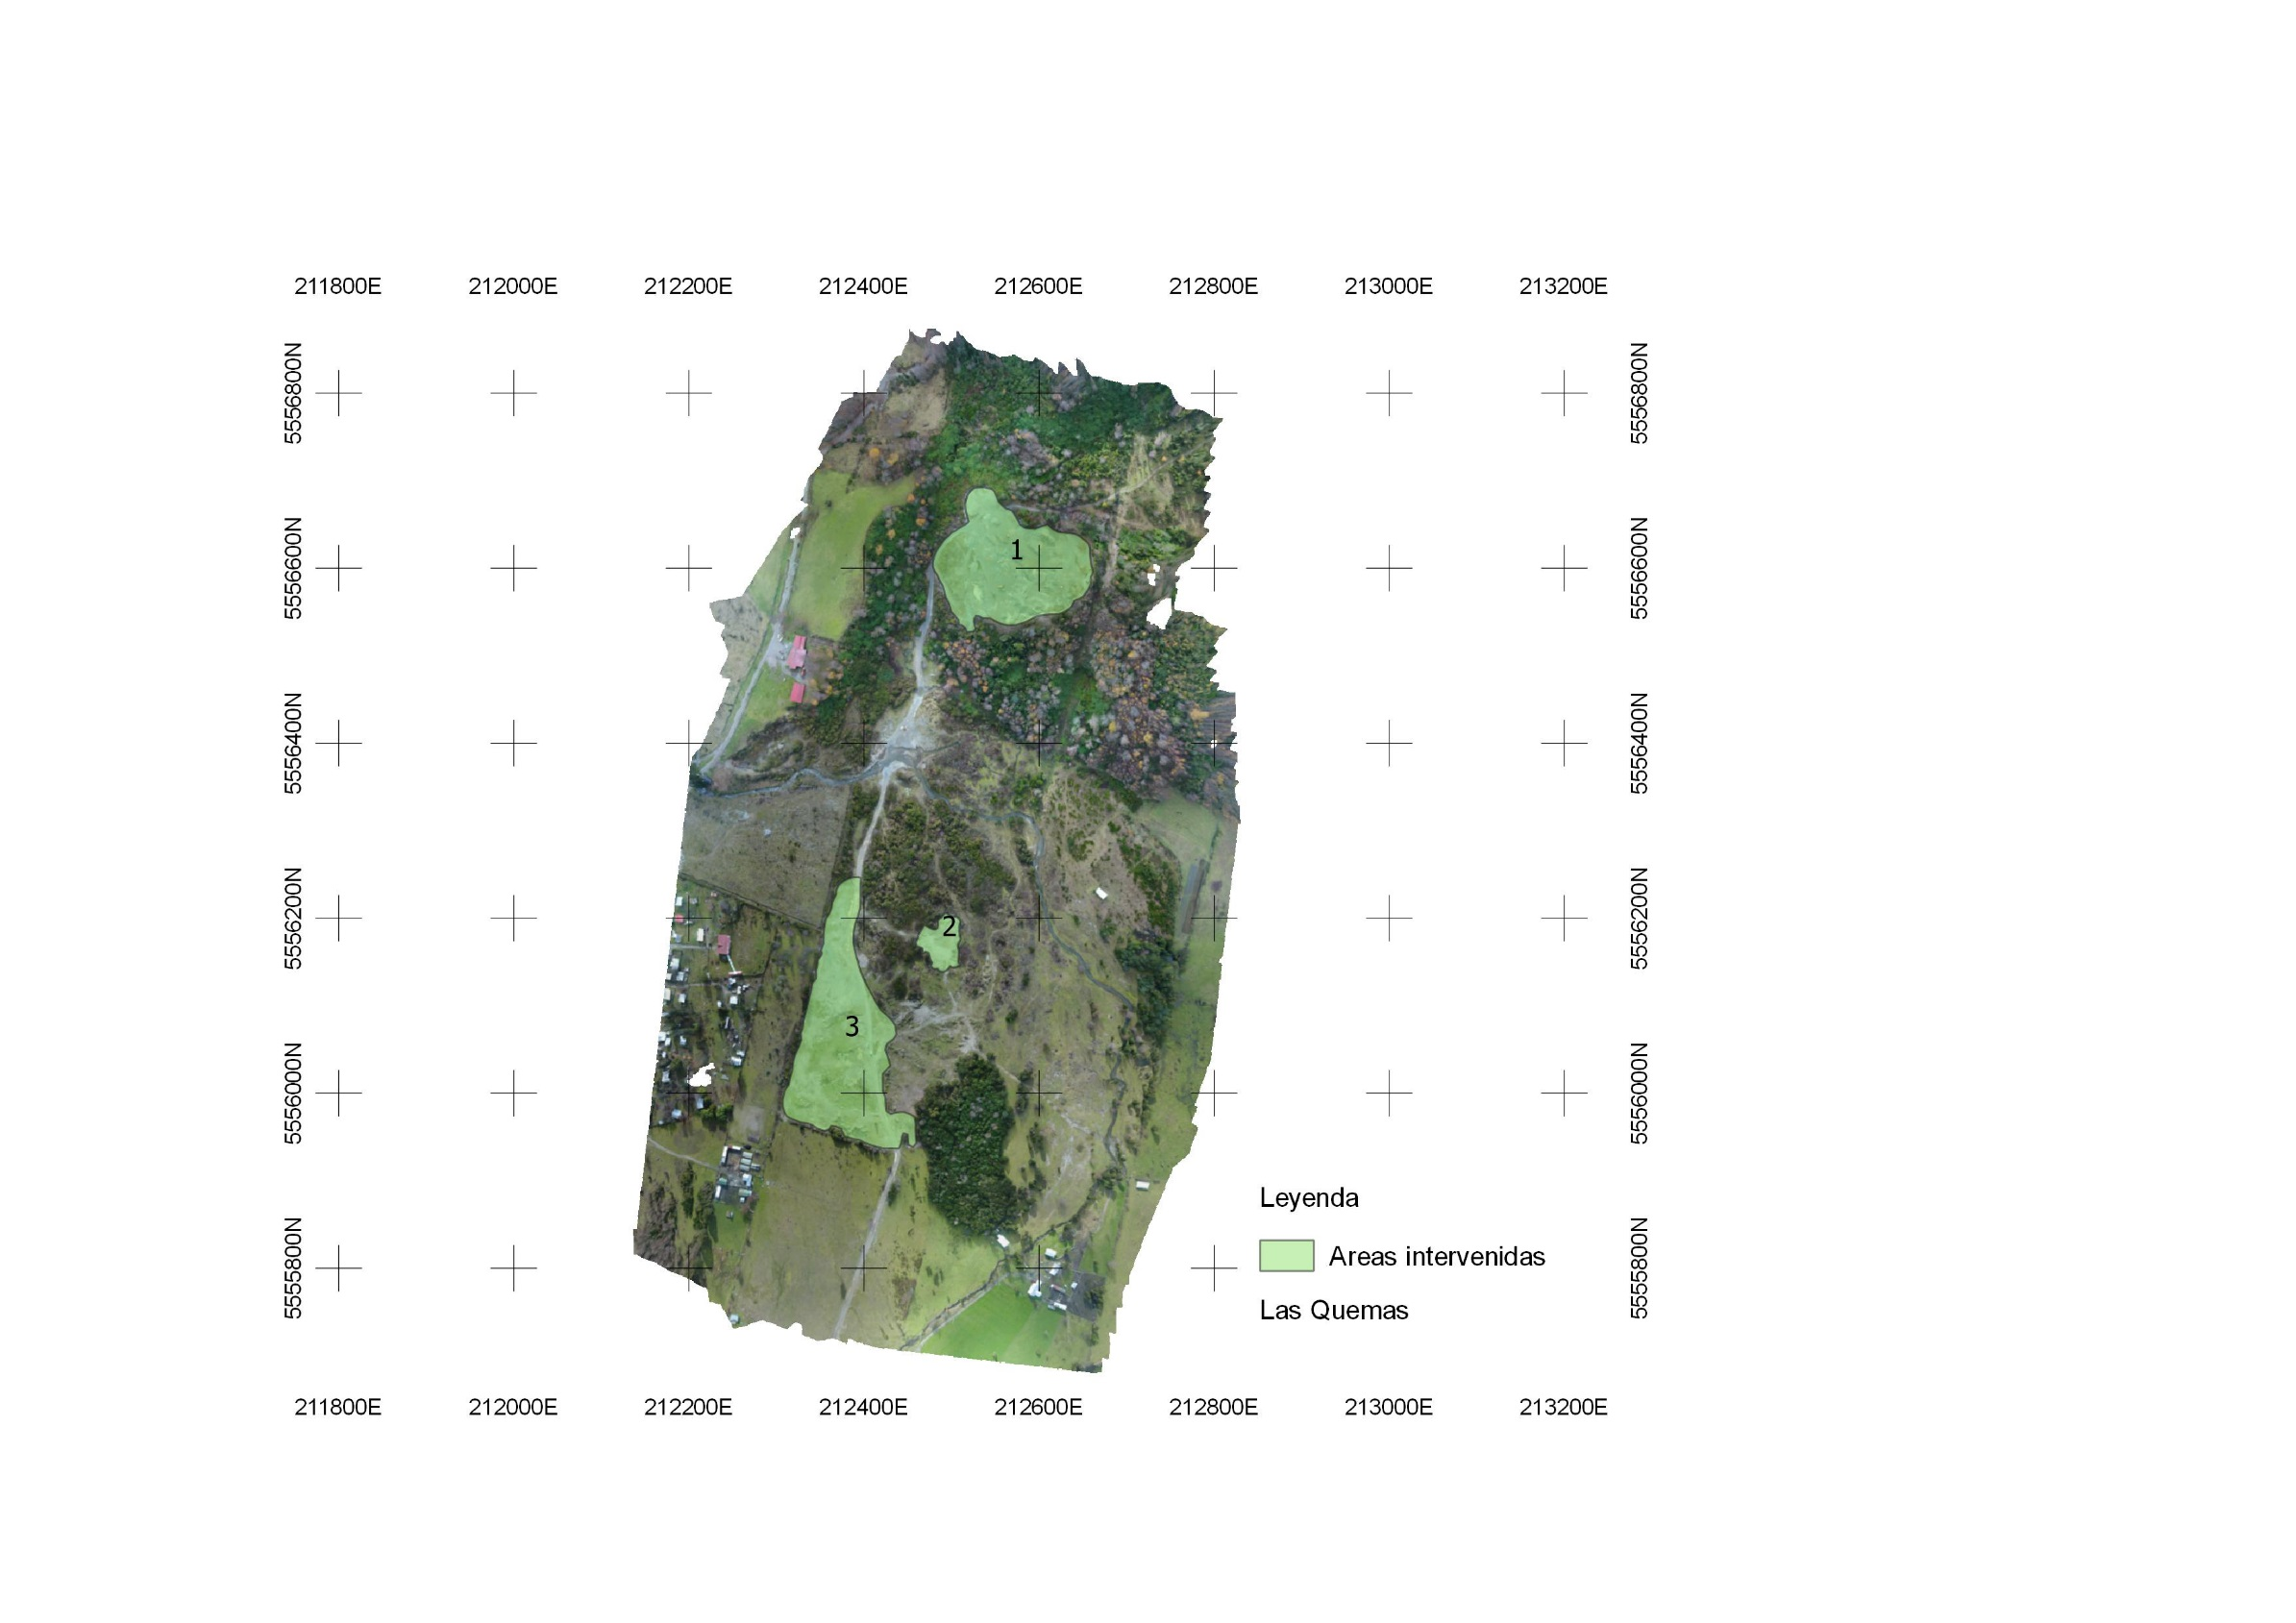 211800E 212000E 212200E 212400E 212600E 212800E 213000E 213200E
5556800N 5556800N
1
5556600N 5556600N
5556400N 5556400N
5556200N 5556200N
2
3
5556000N 5556000N
Leyenda
Areas intervenidas
5555800N 5555800N
Las Quemas
211800E 212000E 212200E 212400E 212600E 212800E 213000E 213200E